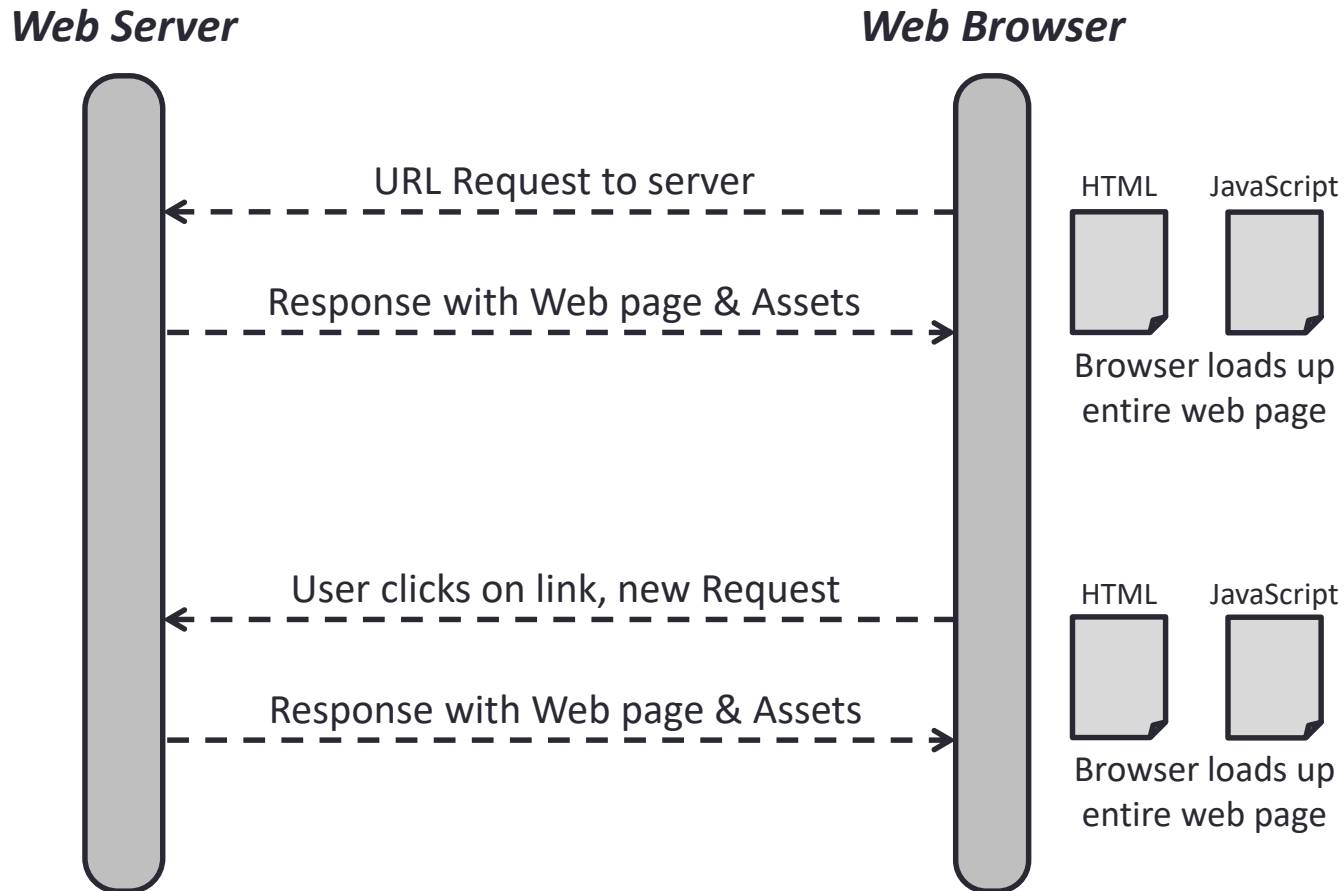 Web Server
Web Browser
URL Request to server
HTML
JavaScript
Response with Web page & Assets
Browser loads up
entire web page
User clicks on link, new Request
HTML
JavaScript
Response with Web page & Assets
Browser loads up
entire web page